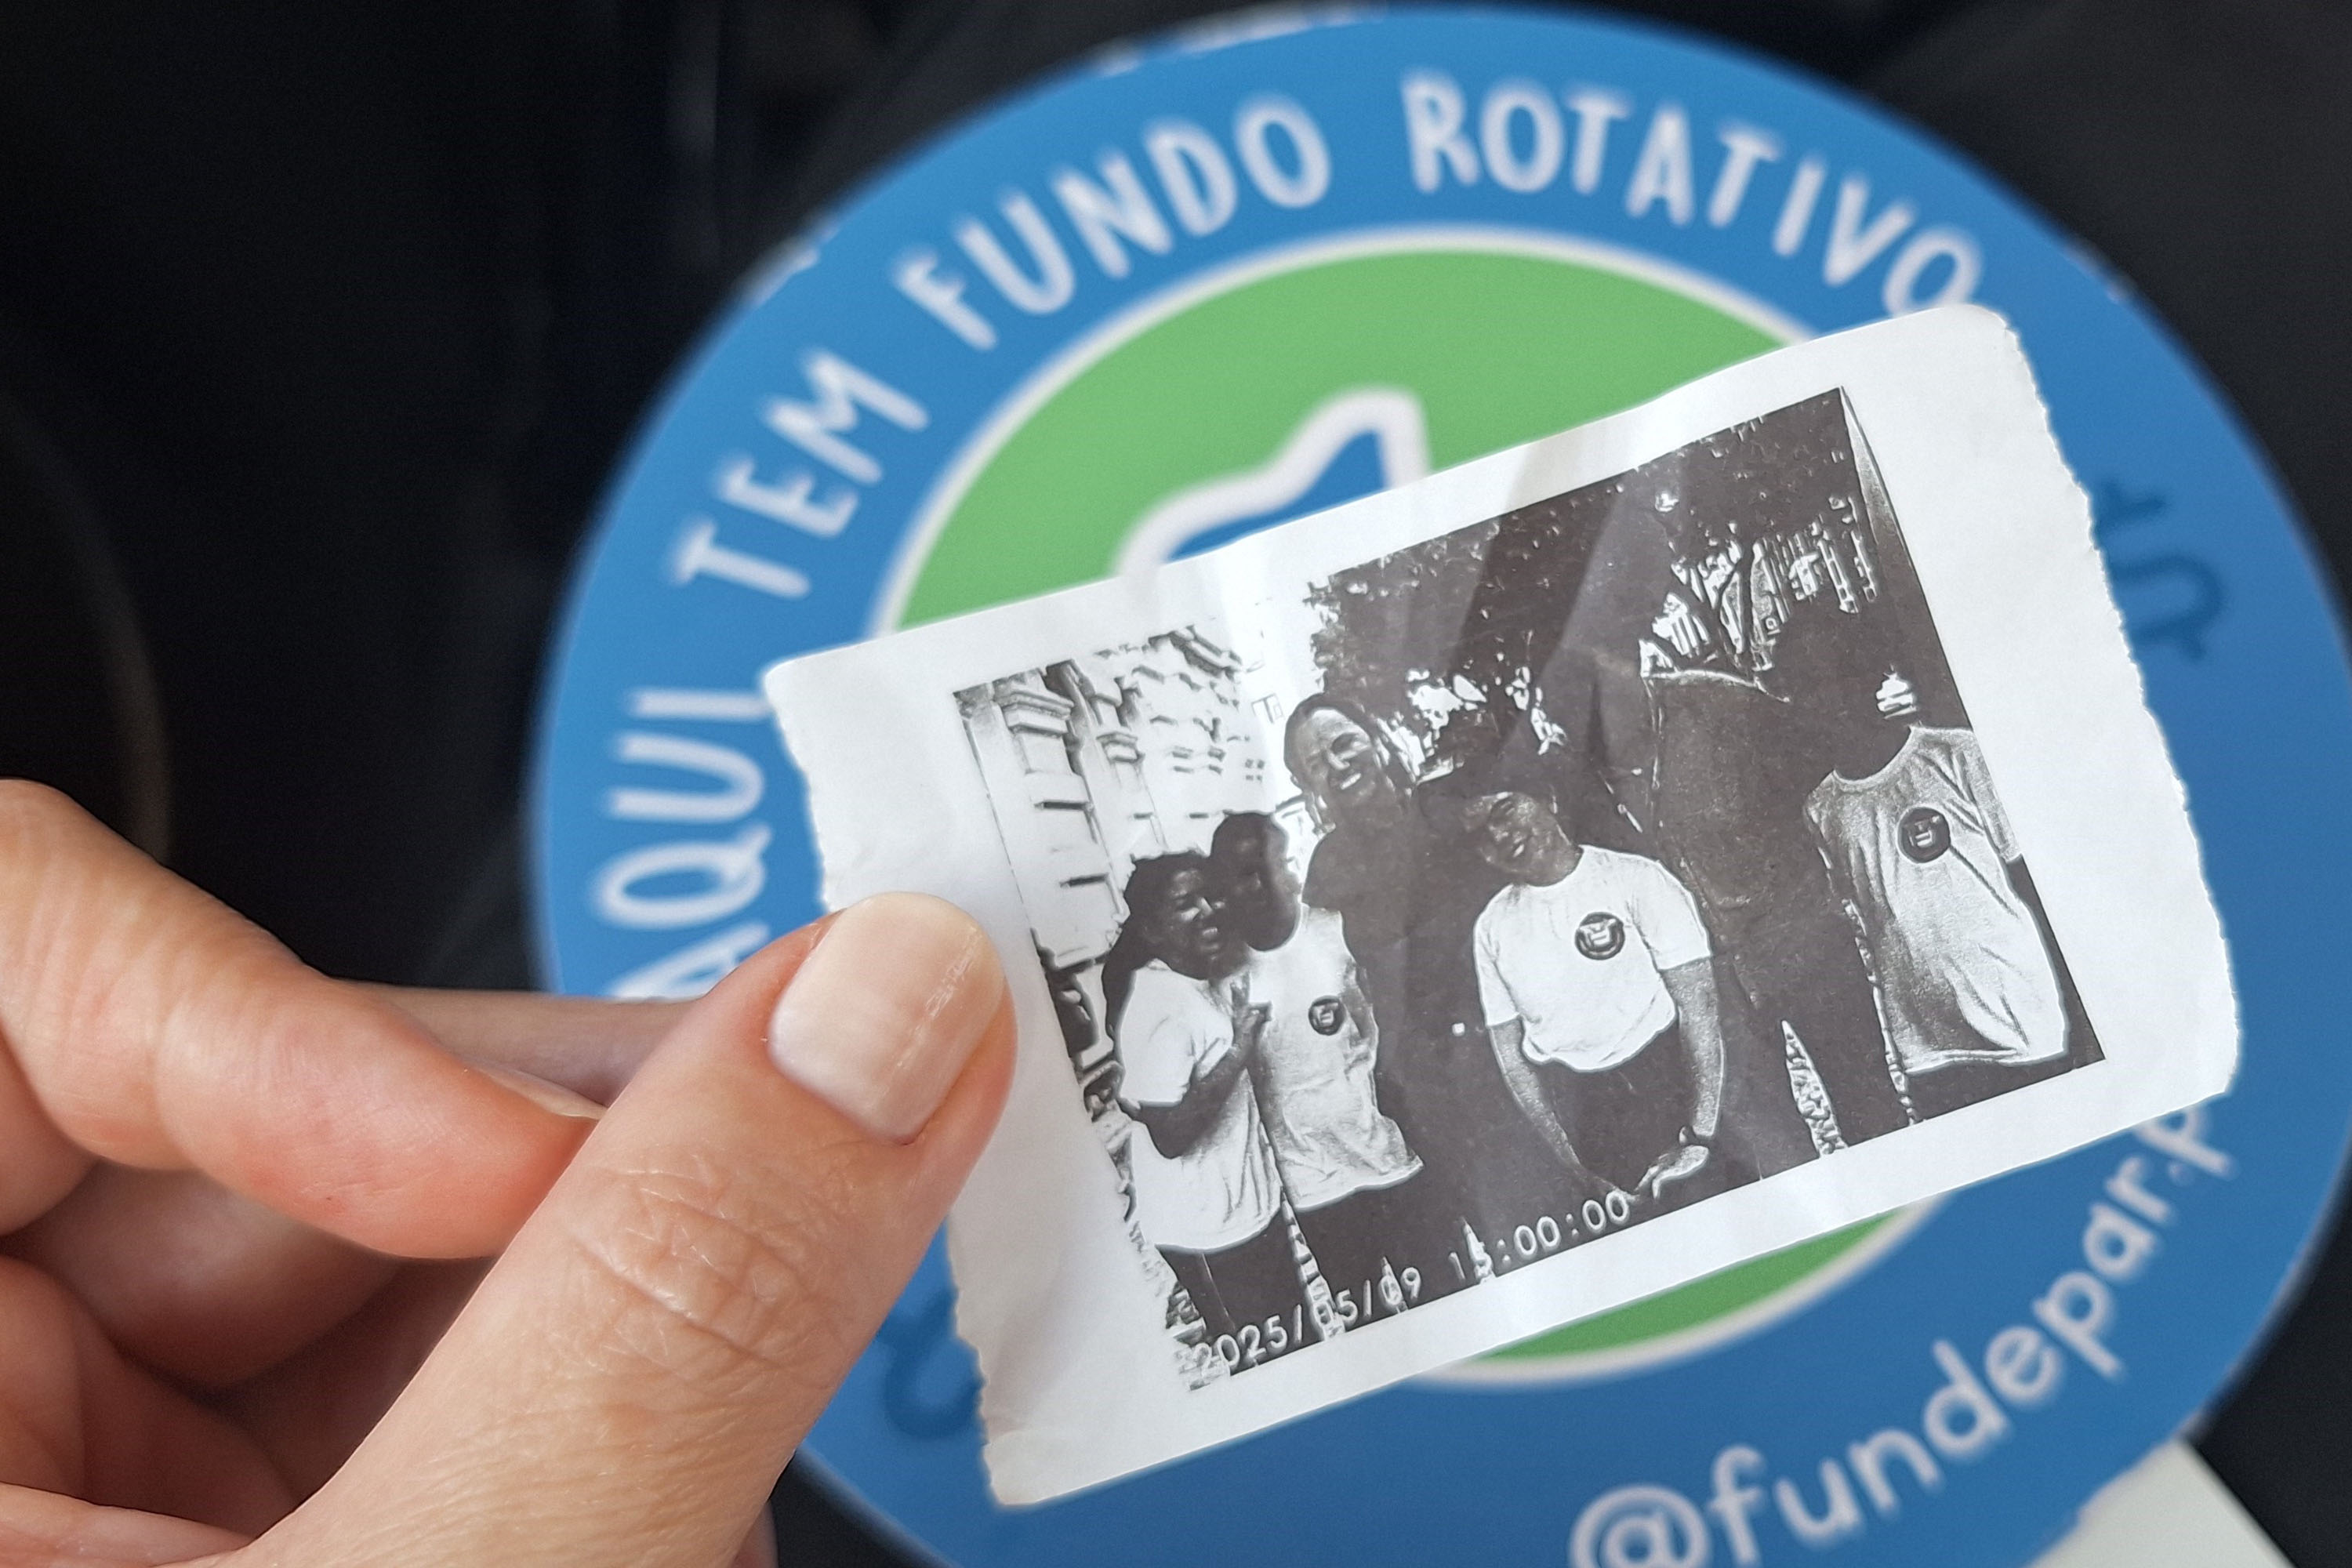 AQUI TEM FUNDO ROTATIVO
2025/05/09 15:00:00
@fundepar.p